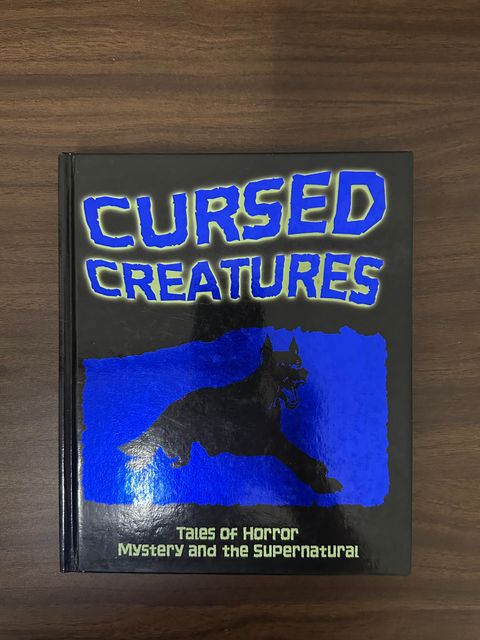 CURSED
CREATURES
Tales of Horror
Mystery and the Supernatural